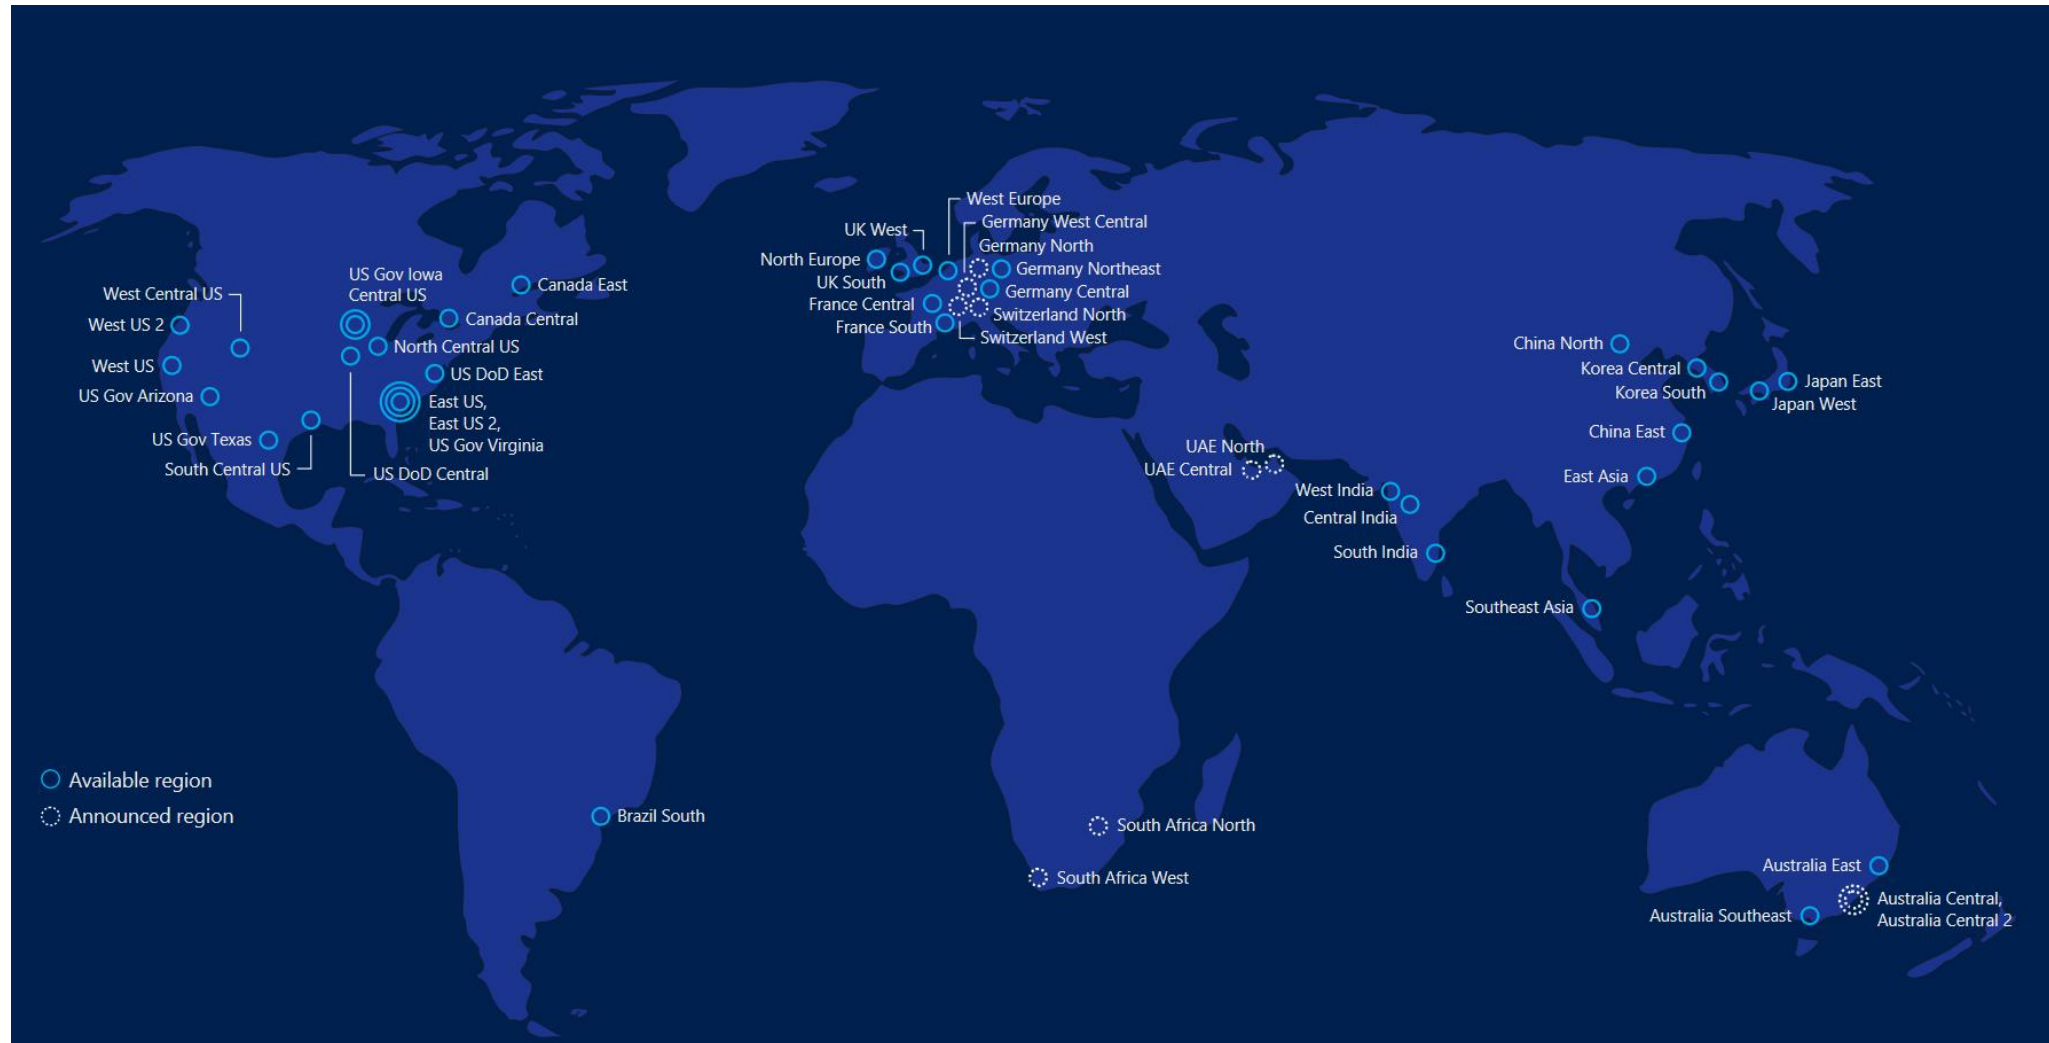 West Europe
Germany West Central
UK West
Germany North
North Europe
Germany Northeast
UK South
Germany Central
France Central
Switzerland North
France South
Switzerland West
US Gov Iowa
Central US
Canada East
West Central US
West US 2
Canada Central
North Central US
West US
US DoD East
US Gov Arizona
East US,
East US 2,
US Gov Virginia
US Gov Texas
South Central US
US DoD Central
China North
Korea Central
Korea South
Japan East
Japan West
China East
UAE North
UAE Central
East Asia
West India
Central India
South India
Southeast Asia
Available region
Announced region
Brazil South
South Africa North
South Africa West
Australia East
Australia Central,
Australia Central 2
Australia Southeast